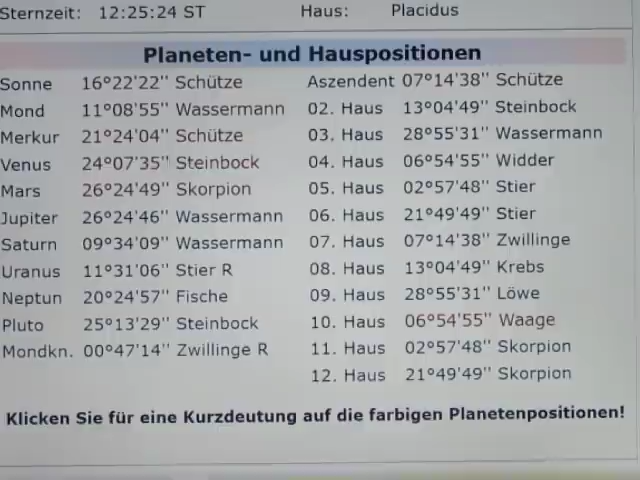 Sternzeit: 12:25:24 ST Haus: Placidus
Planeten- und Hauspositionen
Sonne 16°22'22" Schütze Aszendent 07°14'38" Schütze
Mond 11°08'55" Wassermann 02. Haus 13°04'49" Steinbock
Merkur 21°24'04" Schütze 03. Haus 28°55'31" Wassermann
Venus 24°07'35" Steinbock 04. Haus 06°54'55" Widder
Mars 26°24'49" Skorpion 05. Haus 02°57'48" Stier
Jupiter 26°24'46" Wassermann 06. Haus 21°49'49" Stier
Saturn 09°34'09" Wassermann 07. Haus 07°14'38" Zwillinge
Uranus 11°31'06" Stier R 08. Haus 13°04'49" Krebs
Neptun 20°24'57" Fische 09. Haus 28°55'31" Löwe
Pluto 25°13'29" Steinbock 10. Haus 06°54'55" Waage
Mondkn. 00°47'14" Zwillinge R 11. Haus 02°57'48" Skorpion
12. Haus 21°49'49" Skorpion
Klicken Sie für eine Kurzdeutung auf die farbigen Planetenpositionen!